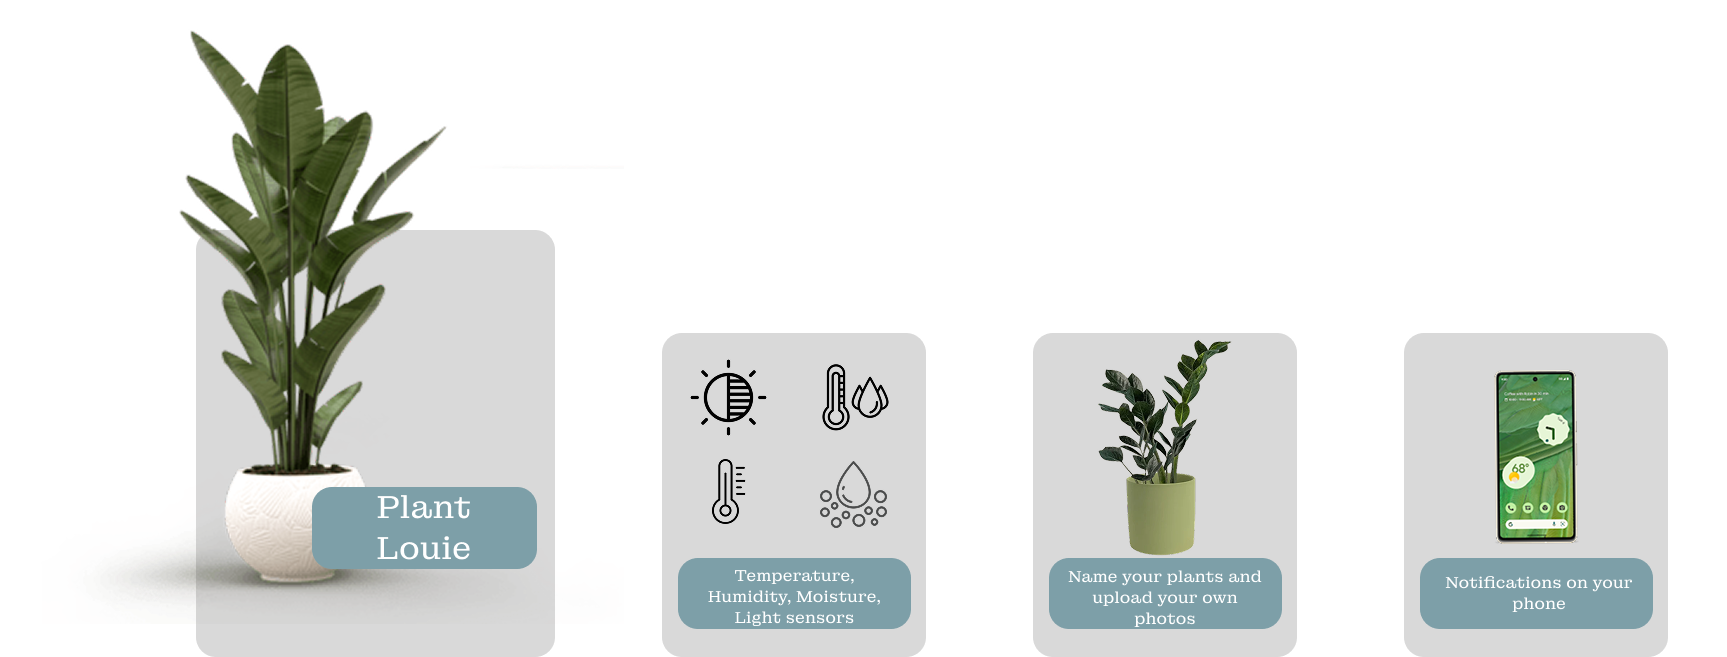 Plant
Louie
Temperature,
Humidity, Moisture,
Light sensors
Name your plants and
upload your own
photos
68°
Notifications on your
phone